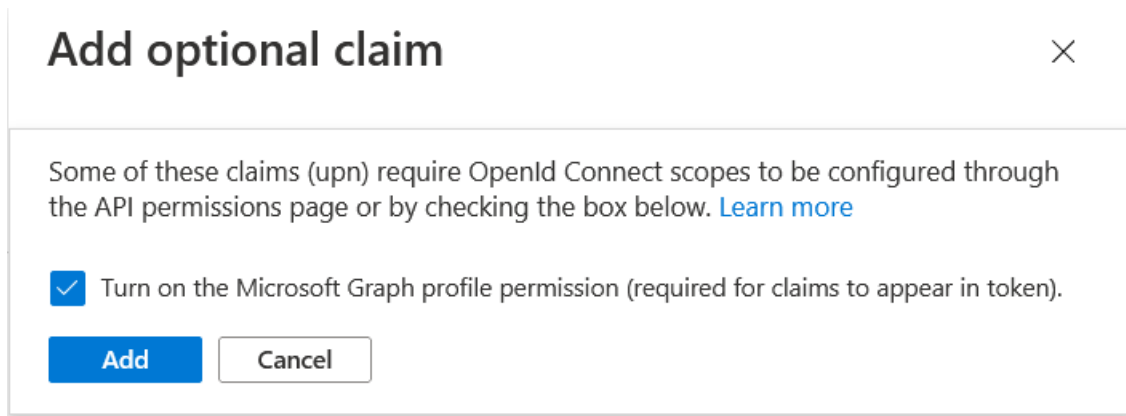 Add optional claim
Some of these claims (upn) require OpenId Connect scopes to be configured through
the API permissions page or by checking the box below. Learn more
Turn on the Microsoft Graph profile permission (required for claims to appear in token).
Add
Cancel